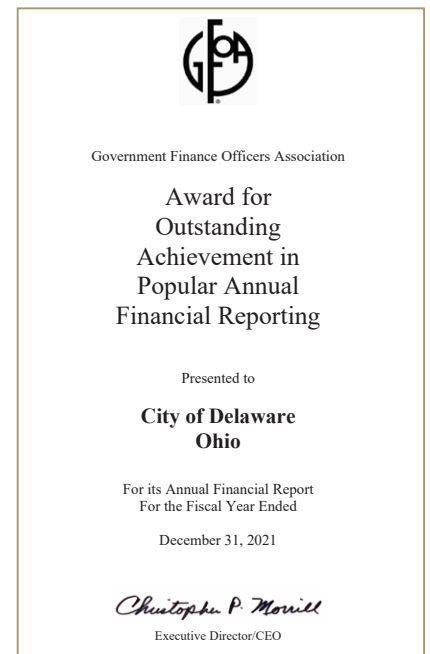 GFOA
Government Finance Officers Association
Award for
Outstanding
Achievement in
Popular Annual
Financial Reporting
Presented to
City of Delaware
Ohio
For its Annual Financial Report
For the Fiscal Year Ended
December 31, 2021
Christopher P. Morrill
Executive Director/CEO